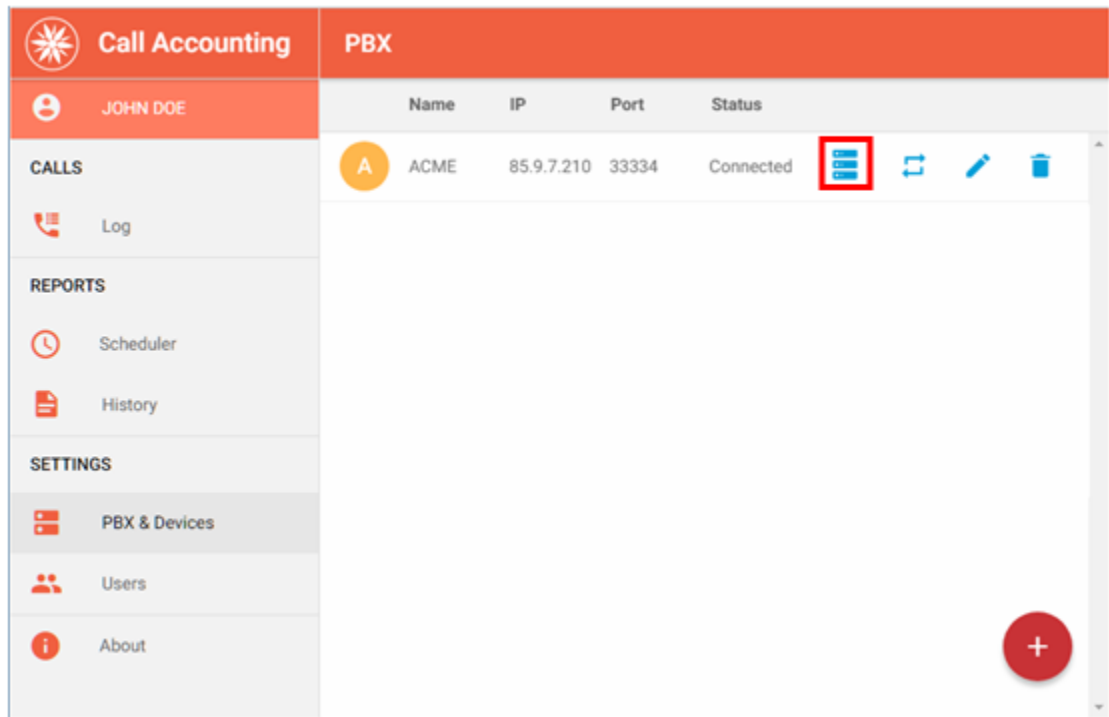 Call Accounting
PBX
JOHN DOE
Name IP Port Status
A ACME 85.9.7.210 33334 Connected
CALLS
Log
REPORTS
Scheduler
History
SETTINGS
PBX & Devices
Users
About